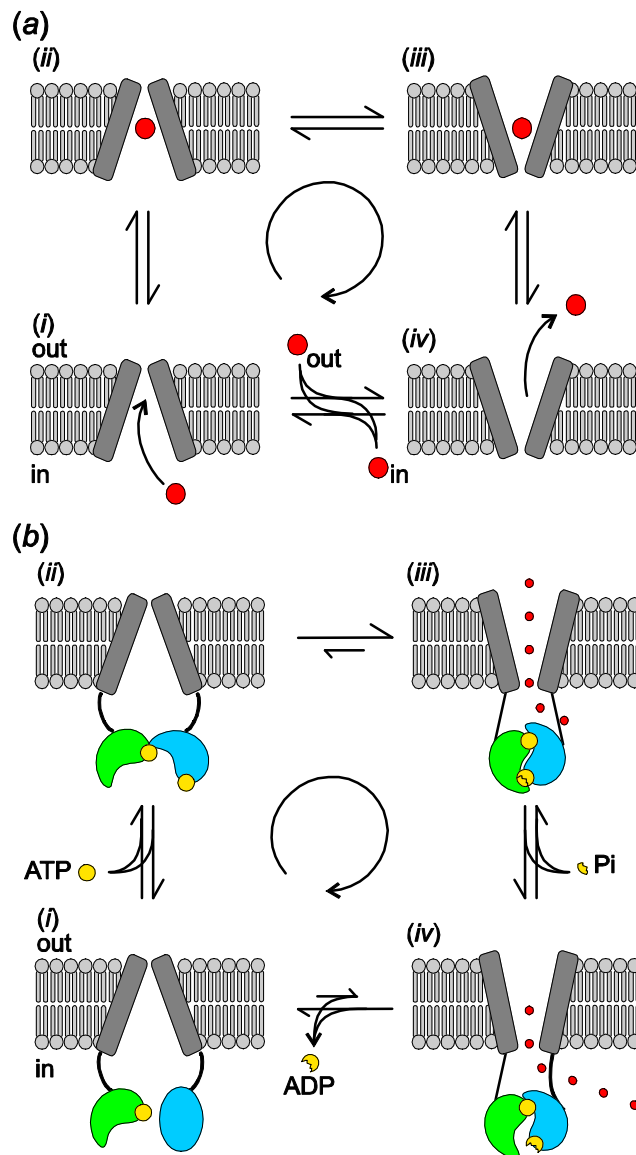 (a)
(ii)
(iii)
(i)
out
out
(iv)
in
in
(b)
(ii)
(iii)
ATP
Pi
(i)
out
(iv)
in
ADP